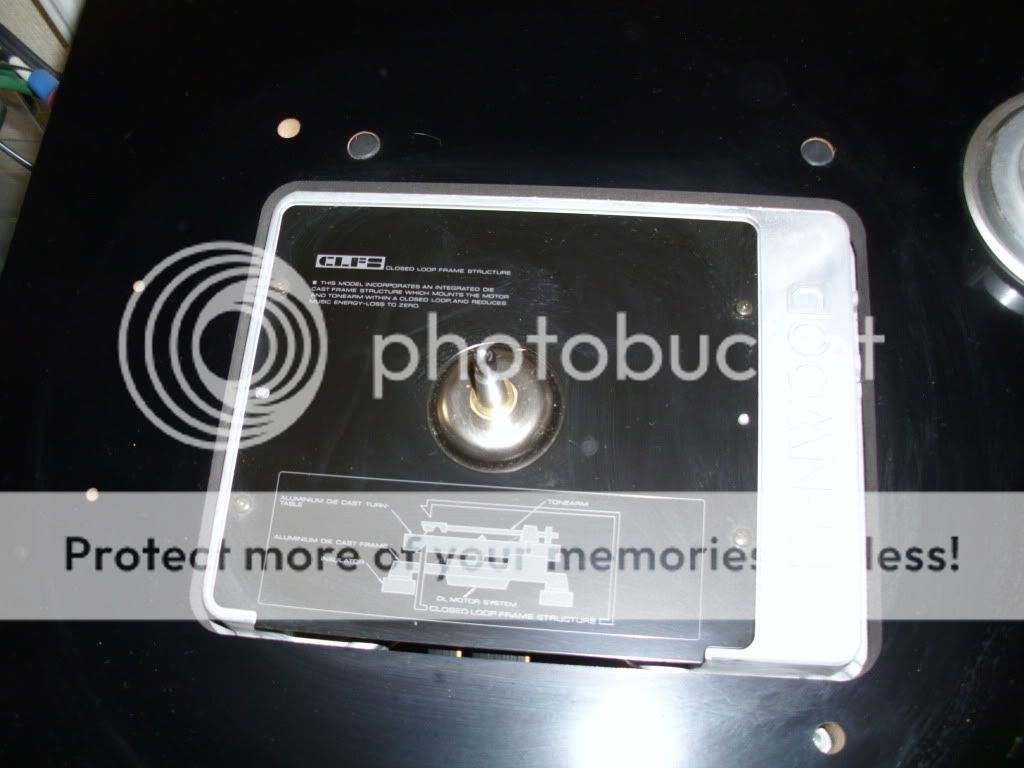 CLFS CLOSED LOOP FRAME STRUCTURE
■ THIS MODEL INCORPORATES AN INTEGRATED DIE
CAST FRAME STRUCTURE WHICH MOUNTS THE MOTOR
AND TONEARM WITHIN A CLOSED LOOP, AND REDUCES
MUSIC ENERGY-LOSS TO ZERO.
KENWOOD
photobucket
ALUMINIUM DIE CAST TURN-
TABLE
TONEARM
ALUMINIUM DIE CAST FRAME
INSULATOR
DL MOTOR SYSTEM
CLOSED LOOP FRAME STRUCTURE
Protect more of your memories for less!